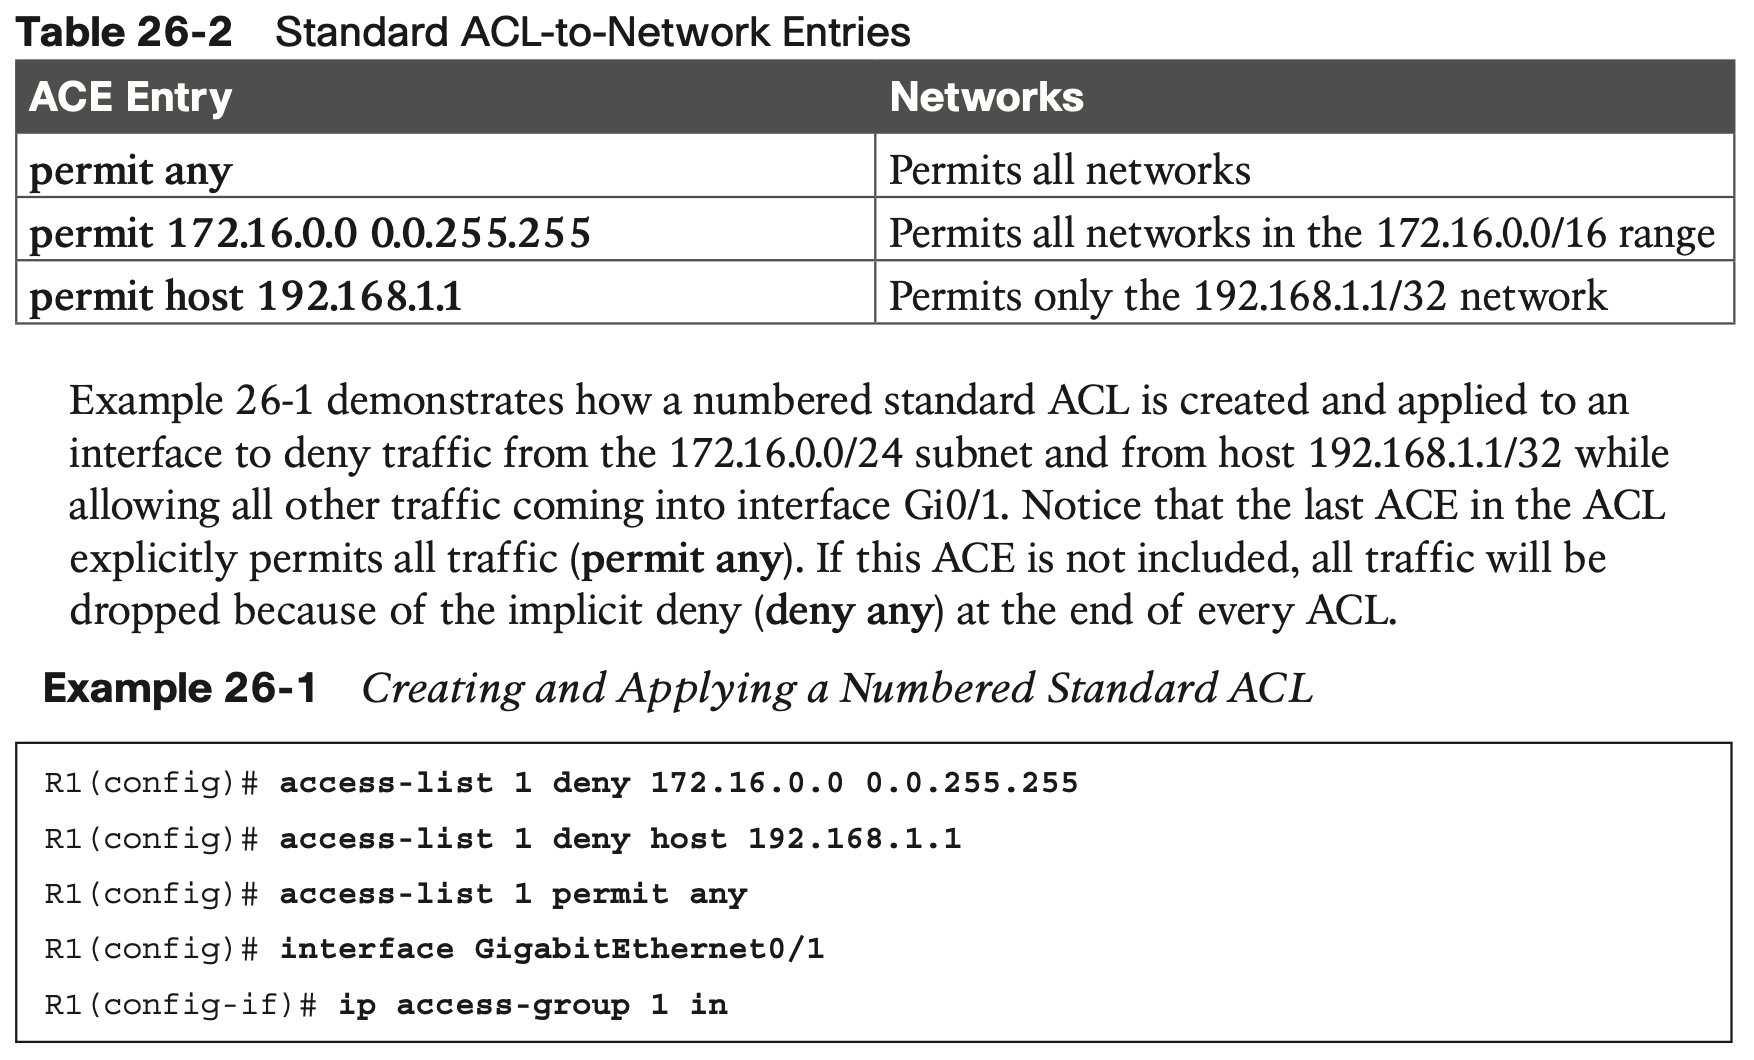 Table 26-2 Standard ACL-to-Network Entries
ACE Entry Networks
permit any Permits all networks
permit 172.16.0.0 0.0.255.255 Permits all networks in the 172.16.0.0/16 range
permit host 192.168.1.1 Permits only the 192.168.1.1/32 network
Example 26-1 demonstrates how a numbered standard ACL is created and applied to an
interface to deny traffic from the 172.16.0.0/24 subnet and from host 192.168.1.1/32 while
allowing all other traffic coming into interface Gi0/1. Notice that the last ACE in the ACL
explicitly permits all traffic (permit any). If this ACE is not included, all traffic will be
dropped because of the implicit deny (deny any) at the end of every ACL.
Example 26-1 Creating and Applying a Numbered Standard ACL
R1(config)# access-list 1 deny 172.16.0.0 0.0.255.255
R1(config)# access-list 1 deny host 192.168.1.1
R1(config)# access-list 1 permit any
R1(config)# interface GigabitEthernet0/1
R1(config-if)# ip access-group 1 in